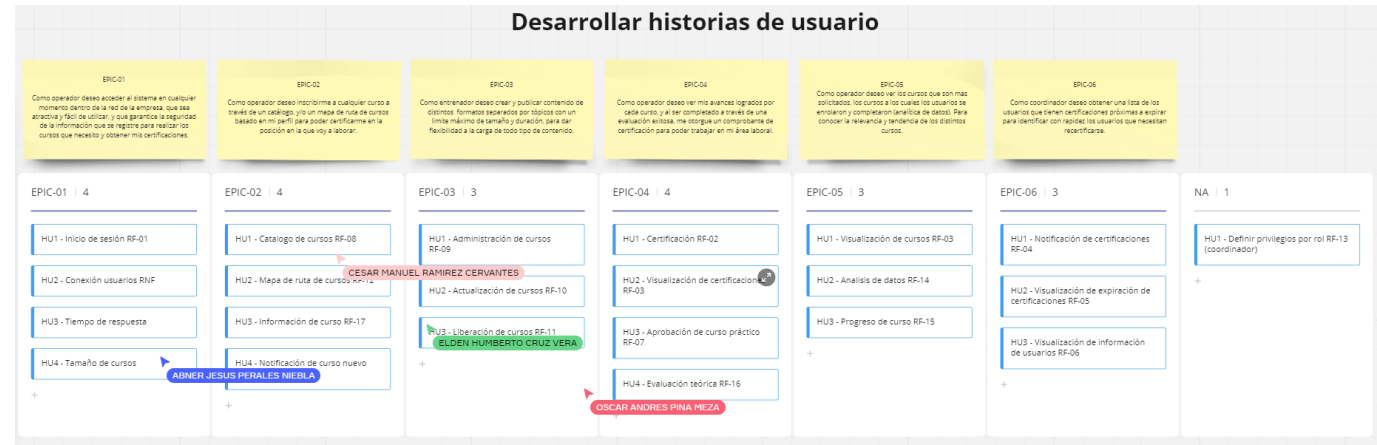 Desarrollar historias de usuario
EPIC-01
Como operador deseo acceder al sistema en cualquier
momento dentro de la red de la empresa, que sea
atractiva y fácil de utilizar, y que garantice la seguridad
de la información que se registre para realizar los
cursos que necesito y obtener mis certificaciones.
EPIC-02
Como operador deseo inscribirme a cualquier curso a
través de un catálogo, y/o un mapa de ruta de cursos
basado en mi perfil para poder certificarme en la
posición en la que voy a laborar.
EPIC-03
Como entrenador deseo crear y publicar contenido de
distintos formatos separados por tópicos con un
limite máximo de tamaño y duración, para dar
flexibilidad a la carga de todo tipo de contenido.
EPIC-04
Como operador deseo ver mis avances logrados por
cada curso, y al ser completado a través de una
evaluación exitosa, me otorgue un comprobante de
certificación para poder trabajar en mi área laboral.
EPIC-05
Como operador deseo ver los cursos que son mas
solicitados, los cursos a los cuales los usuarios se
enrolaron y completaron (analítica de datos). Para
conocer la relevancia y tendencia de los distintos
cursos.
EPIC-06
Como coordinador deseo obtener una lista de los
usuarios que tienen certificaciones próximas a expirar
para identificar con rapidez los usuarios que necesitan
recertificarse.
EPIC-01 | 4
HU1 - Inicio de sesión RF-01
HU2 - Conexión usuarios RNF
HU3 - Tiempo de respuesta
HU4 - Tamaño de cursos
EPIC-02 | 4
HU1 - Catalogo de cursos RF-08
HU2 - Mapa de ruta de cursos RF-12
HU3 - Información de curso RF-17
HU4 - Notificación de curso nuevo
EPIC-03 | 3
HU1 - Administración de cursos
RF-09
HU2 - Actualización de cursos RF-10
HU3 - Liberación de cursos RF-11
EPIC-04 | 4
HU1 - Certificación RF-02
HU2 - Visualización de certificaciones
RF-03
HU3 - Aprobación de curso práctico
RF-07
HU4 - Evaluación teórica RF-16
EPIC-05 | 3
HU1 - Visualización de cursos RF-03
HU2 - Analisis de datos RF-14
HU3 - Progreso de curso RF-15
EPIC-06 | 3
HU1 - Notificación de certificaciones
RF-04
HU2 - Visualización de expiración de
certificaciones RF-05
HU3 - Visualización de información
de usuarios RF-06
NA | 1
HU1 - Definir privilegios por rol RF-13
(coordinador)
CESAR MANUEL RAMIREZ CERVANTES
ELDEN HUMBERTO CRUZ VERA
ABNER JESUS PERALES NIEBLA
OSCAR ANDRES PINA MEZA